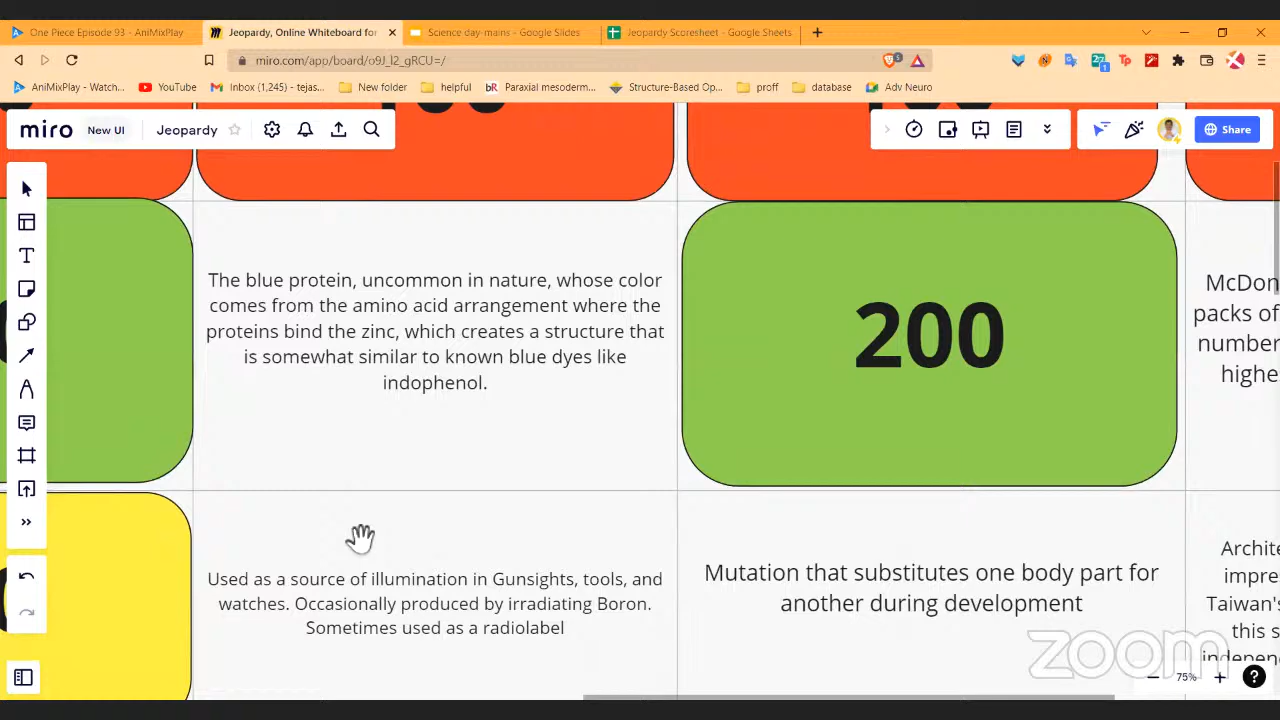 One Piece Episode 93 - AniMixPlay
Jeopardy, Online Whiteboard for
Science day-mains - Google Slides
Jeopardy Scoresheet - Google Sheets
miro.com/app/board/o9J_l2_gRCU=/
5
AniMixPlay - Watch...
YouTube
Inbox (1,245) - tejas...
New folder
helpful
bR
Paraxial mesoderm...
Structure-Based Op...
proff
database
Adv Neuro
miro
New UI
Jeopardy
Share
The blue protein, uncommon in nature, whose color
comes from the amino acid arrangement where the
proteins bind the zinc, which creates a structure that
is somewhat similar to known blue dyes like
indophenol.
200
packs of
number
Used as a source of illumination in Gunsights, tools, and
watches. Occasionally produced by irradiating Boron.
Sometimes used as a radiolabel
Mutation that substitutes one body part for
another during development
Taiwan's
this s
zoom
75%